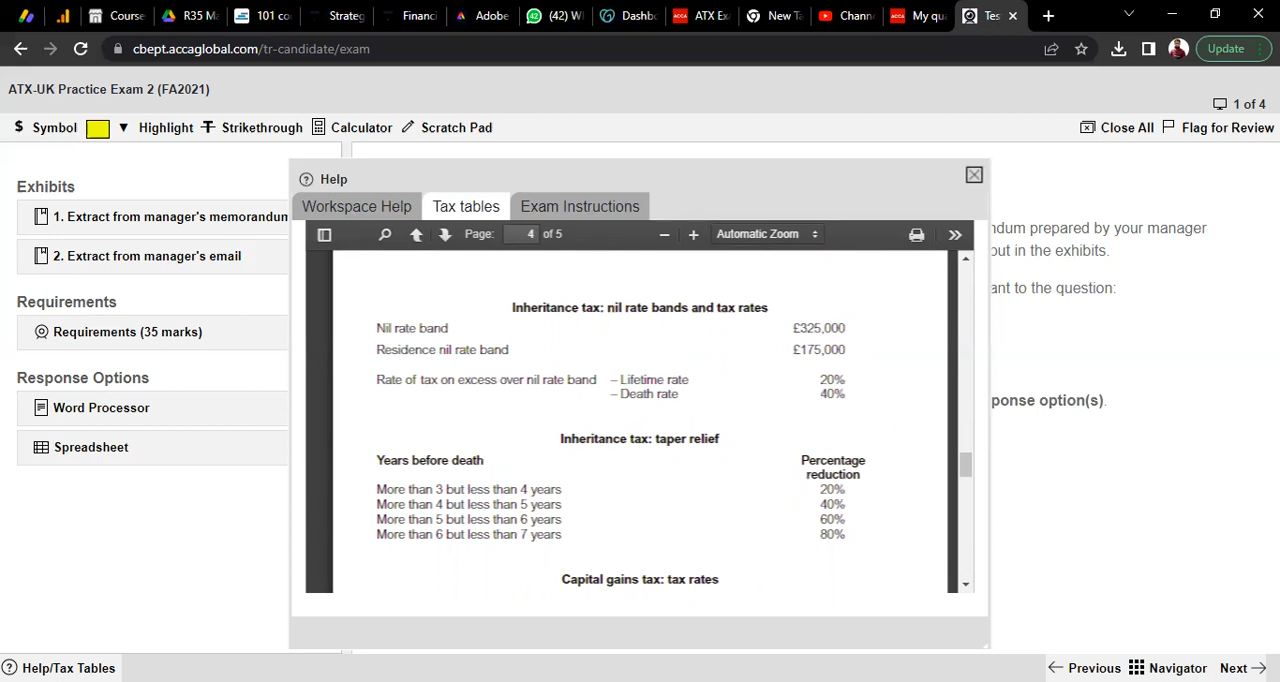 Course
R35 Ma
101 co
Strateg
Financi
Adobe
(42) W
Dashb
ATX Ex
New Ta
Chann
My qu
Tes
cbept.accaglobal.com/tr-candidate/exam
Update
ATX-UK Practice Exam 2 (FA2021)
1 of 4
$ Symbol
Highlight
Strikethrough
Calculator
Scratch Pad
Close All
Flag for Review
Exhibits
1. Extract from manager's memorandum
2. Extract from manager's email
Requirements
Requirements (35 marks)
Response Options
Word Processor
Spreadsheet
Help
Workspace Help
Tax tables
Exam Instructions
Page: 4 of 5
Automatic Zoom
Inheritance tax: nil rate bands and tax rates
Nil rate band £325,000
Residence nil rate band £175,000
Rate of tax on excess over nil rate band – Lifetime rate 20%
– Death rate 40%
Inheritance tax: taper relief
Years before death Percentage
reduction
More than 3 but less than 4 years 20%
More than 4 but less than 5 years 40%
More than 5 but less than 6 years 60%
More than 6 but less than 7 years 80%
Capital gains tax: tax rates
ndum prepared by your manager
out in the exhibits.
ant to the question:
ponse option(s).
Help/Tax Tables
Previous
Navigator
Next